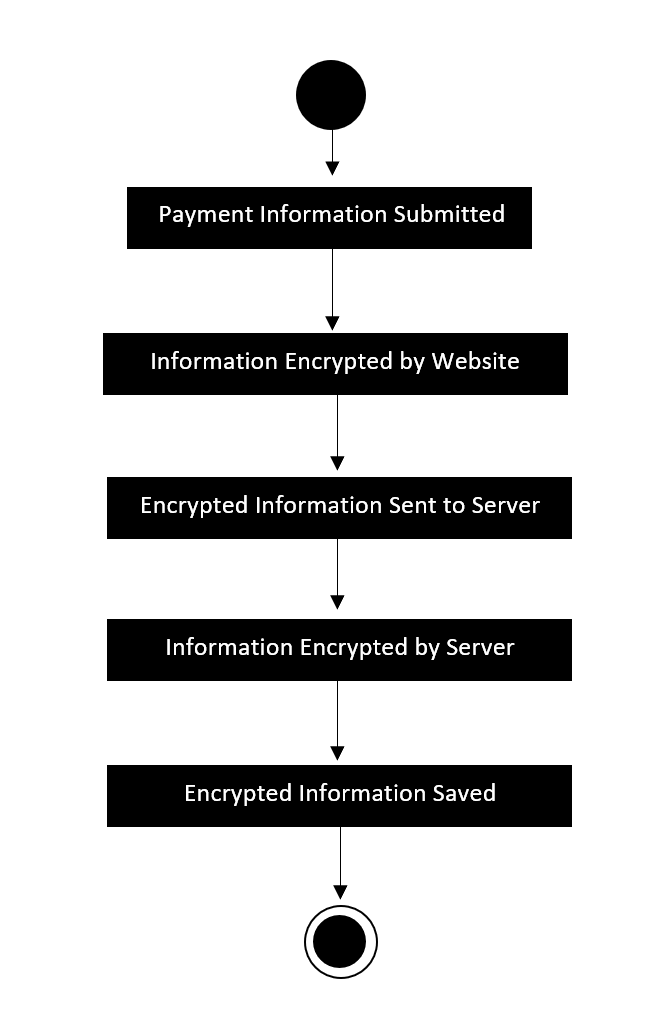 Payment Information Submitted
Information Encrypted by Website
Encrypted Information Sent to Server
Information Encrypted by Server
Encrypted Information Saved